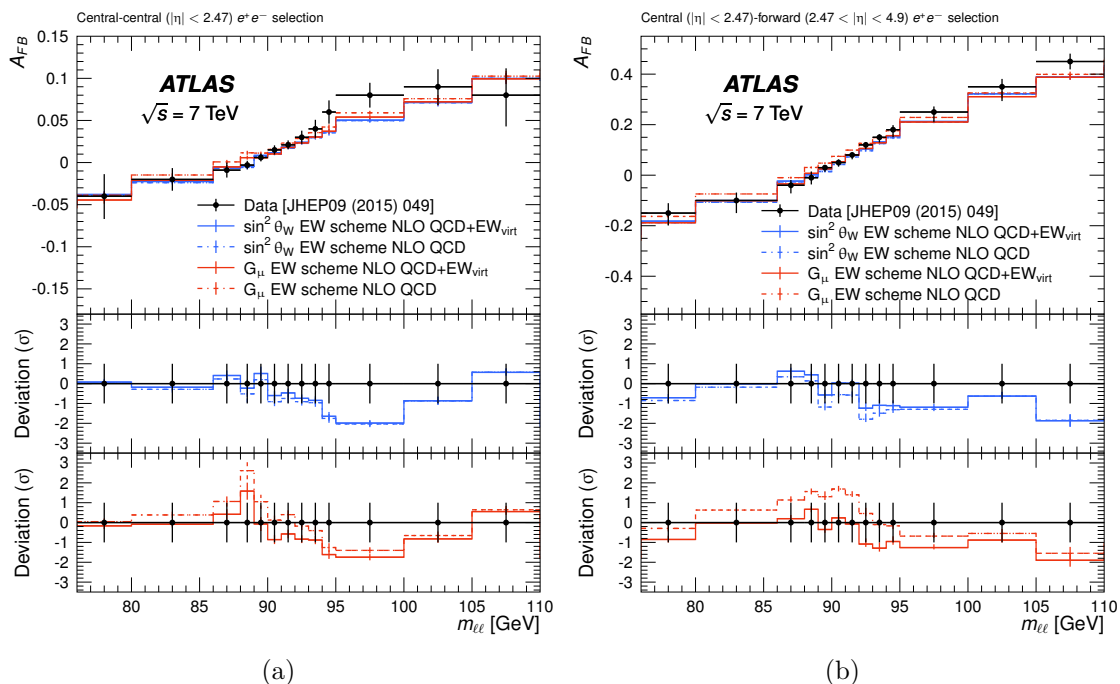 Central-central (|η| < 2.47) e⁺e⁻ selection
A_FB
0.15
0.1
0.05
0
-0.05
-0.1
-0.15
ATLAS
√s = 7 TeV
Data [JHEP09 (2015) 049]
sin² θ_W EW scheme NLO QCD+EW_virt
sin² θ_W EW scheme NLO QCD
G_μ EW scheme NLO QCD+EW_virt
G_μ EW scheme NLO QCD
Deviation (σ)
3
2
1
0
-1
-2
-3
Deviation (σ)
3
2
1
0
-1
-2
-3
80 85 90 95 100 105 110
m_ℓℓ [GeV]
(a)
Central (|η| < 2.47)-forward (2.47 < |η| < 4.9) e⁺e⁻ selection
A_FB
0.4
0.2
0
-0.2
-0.4
ATLAS
√s = 7 TeV
Data [JHEP09 (2015) 049]
sin² θ_W EW scheme NLO QCD+EW_virt
sin² θ_W EW scheme NLO QCD
G_μ EW scheme NLO QCD+EW_virt
G_μ EW scheme NLO QCD
Deviation (σ)
3
2
1
0
-1
-2
-3
Deviation (σ)
3
2
1
0
-1
-2
-3
80 85 90 95 100 105 110
m_ℓℓ [GeV]
(b)